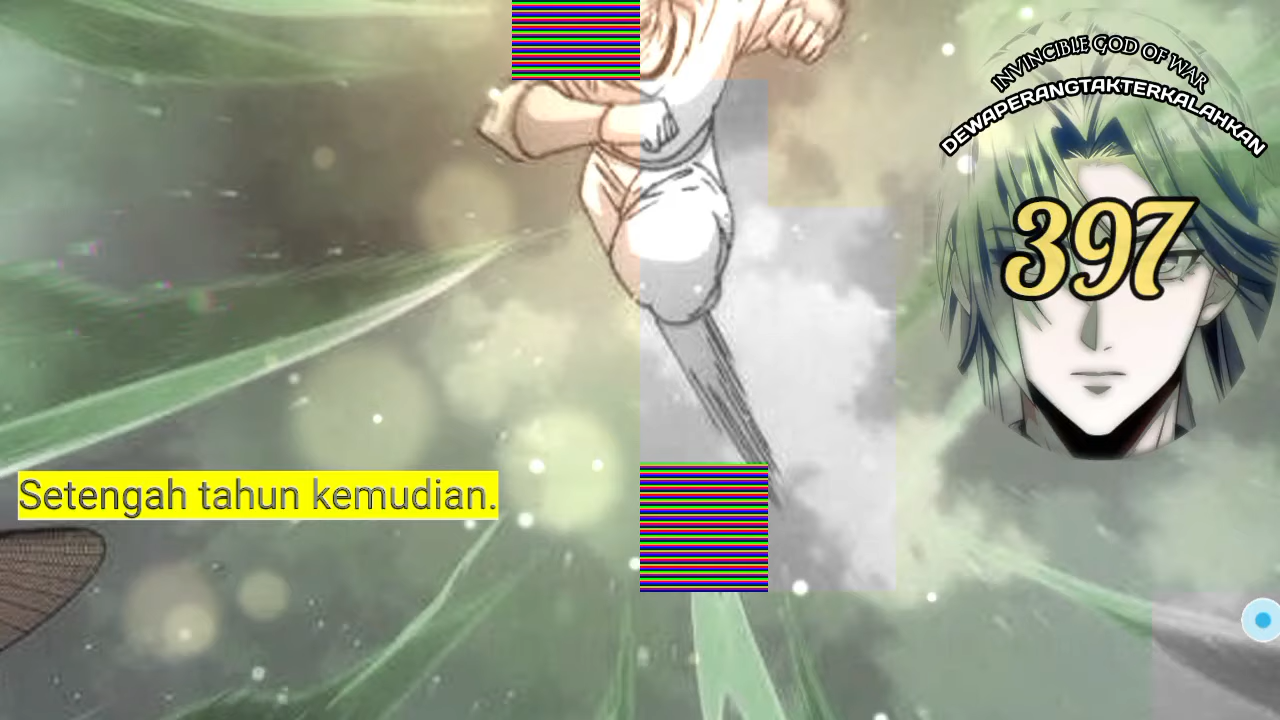 INVINCIBLE GOD OF WAR
DEWAPERANGTAKTERKALAHKAN
397
Setengah tahun kemudian.